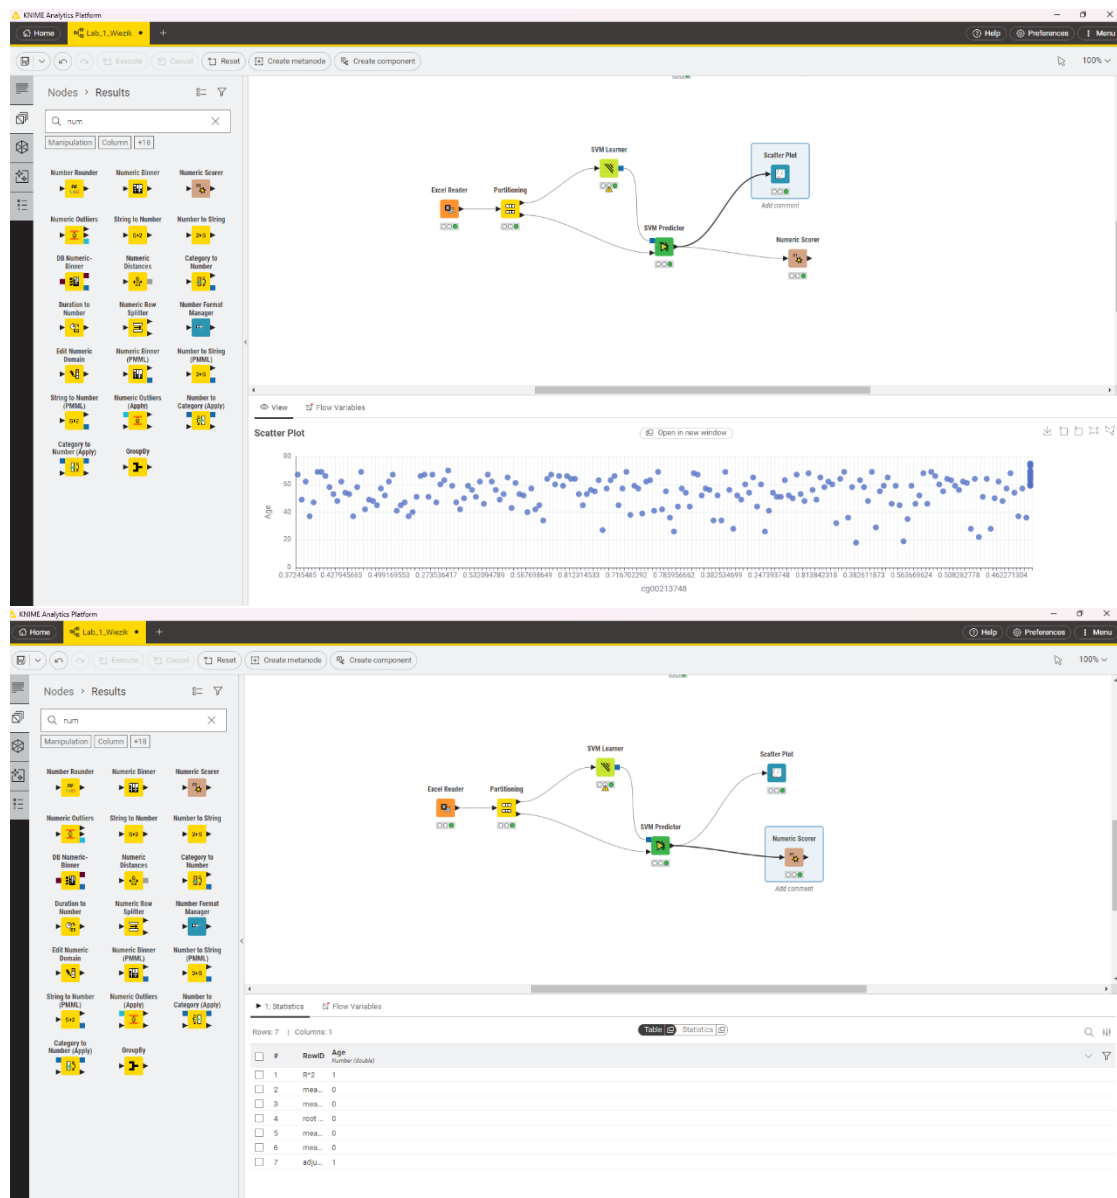 KNIME Analytics Platform
Home Lab_1_Wiezik + Help Preferences Menu
Execute Cancel Reset Create metanode Create component 100%
Nodes > Results
num
Manipulation Column +18
Number Rounder Numeric Binner Numeric Scorer
Numeric Outliers String to Number Number to String
DB Numeric-Binner Numeric Distances Category to Number
Duration to Number Numeric Row Splitter Number Format Manager
Edit Numeric Domain Numeric Binner (PMML) Number to String (PMML)
String to Number (PMML) Numeric Outliers (Apply) Number to Category (Apply)
Category to Number (Apply) GroupBy
SVM Learner
Scatter Plot
Excel Reader Partitioning
Add comment
SVM Predictor
Numeric Scorer
View Flow Variables
Scatter Plot Open in new window
80
60
40
20
0
Age
0.37245485 0.427945665 0.499169553 0.273536417 0.532094789 0.587698649 0.812314533 0.716702292 0.785956662 0.382534699 0.247393748 0.813842318 0.382611873 0.563669624 0.508282778 0.462271304
cg00213748
KNIME Analytics Platform
Home Lab_1_Wiezik + Help Preferences Menu
Execute Cancel Reset Create metanode Create component 100%
Nodes > Results
num
Manipulation Column +18
Number Rounder Numeric Binner Numeric Scorer
Numeric Outliers String to Number Number to String
DB Numeric-Binner Numeric Distances Category to Number
Duration to Number Numeric Row Splitter Number Format Manager
Edit Numeric Domain Numeric Binner (PMML) Number to String (PMML)
String to Number (PMML) Numeric Outliers (Apply) Number to Category (Apply)
Category to Number (Apply) GroupBy
SVM Learner
Scatter Plot
Excel Reader Partitioning
SVM Predictor
Numeric Scorer
Add comment
1: Statistics Flow Variables
Rows: 7 | Columns: 1 Table Statistics
# RowID Age
Number (double)
1 R^2 1
2 mea... 0
3 mea... 0
4 root ... 0
5 mea... 0
6 mea... 0
7 adju... 1